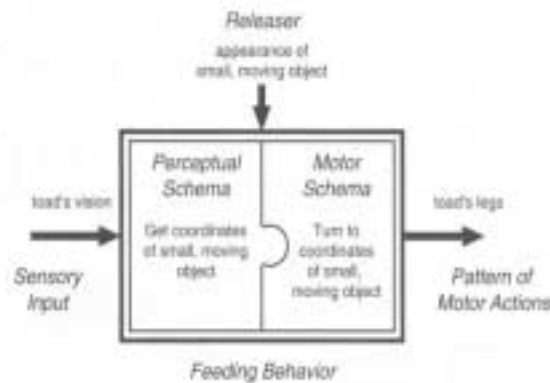 Releaser
appearance of
small, moving object
Perceptual
Schema
Motor
Schema
toad's vision
toad's legs
Get coordinates
of small, moving
object
Turn to
coordinates
of small,
moving object
Sensory
Input
Pattern of
Motor Actions
Feeding Behavior